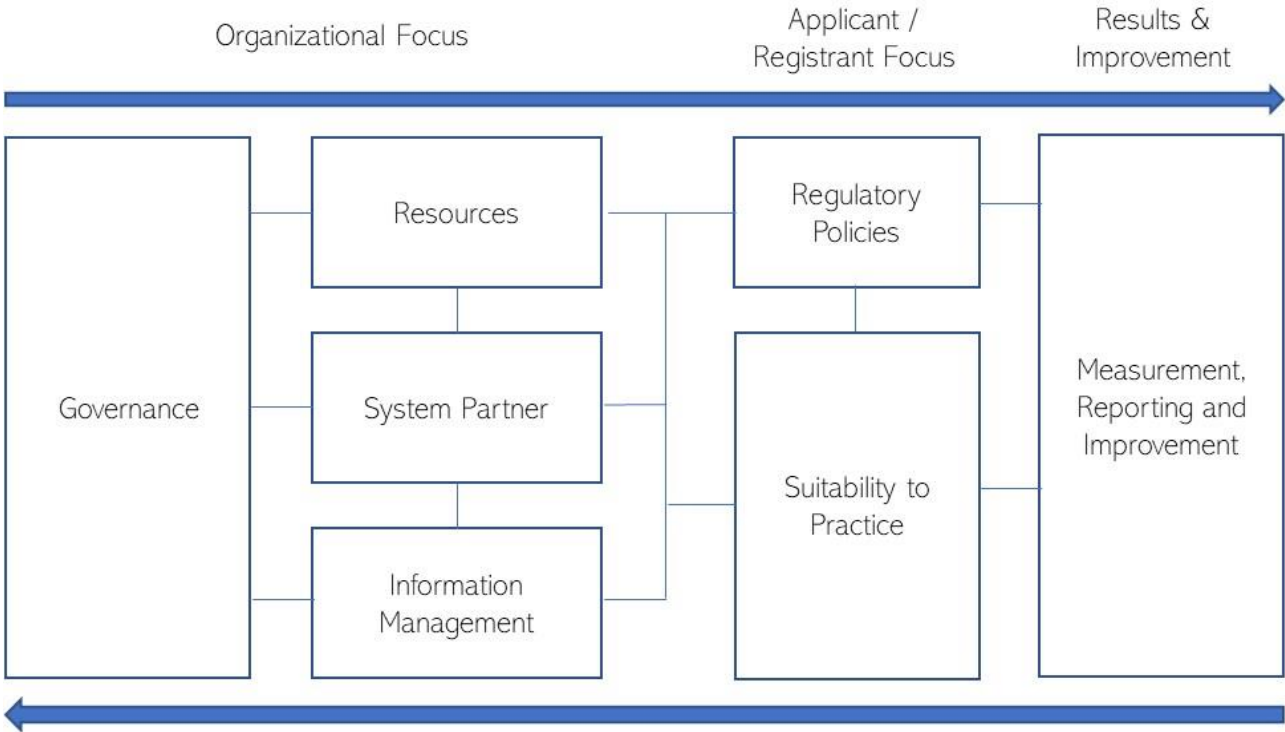 Organizational Focus
Applicant /
Registrant Focus
Results &
Improvement
Governance
Resources
System Partner
Information
Management
Regulatory
Policies
Suitability to
Practice
Measurement,
Reporting and
Improvement